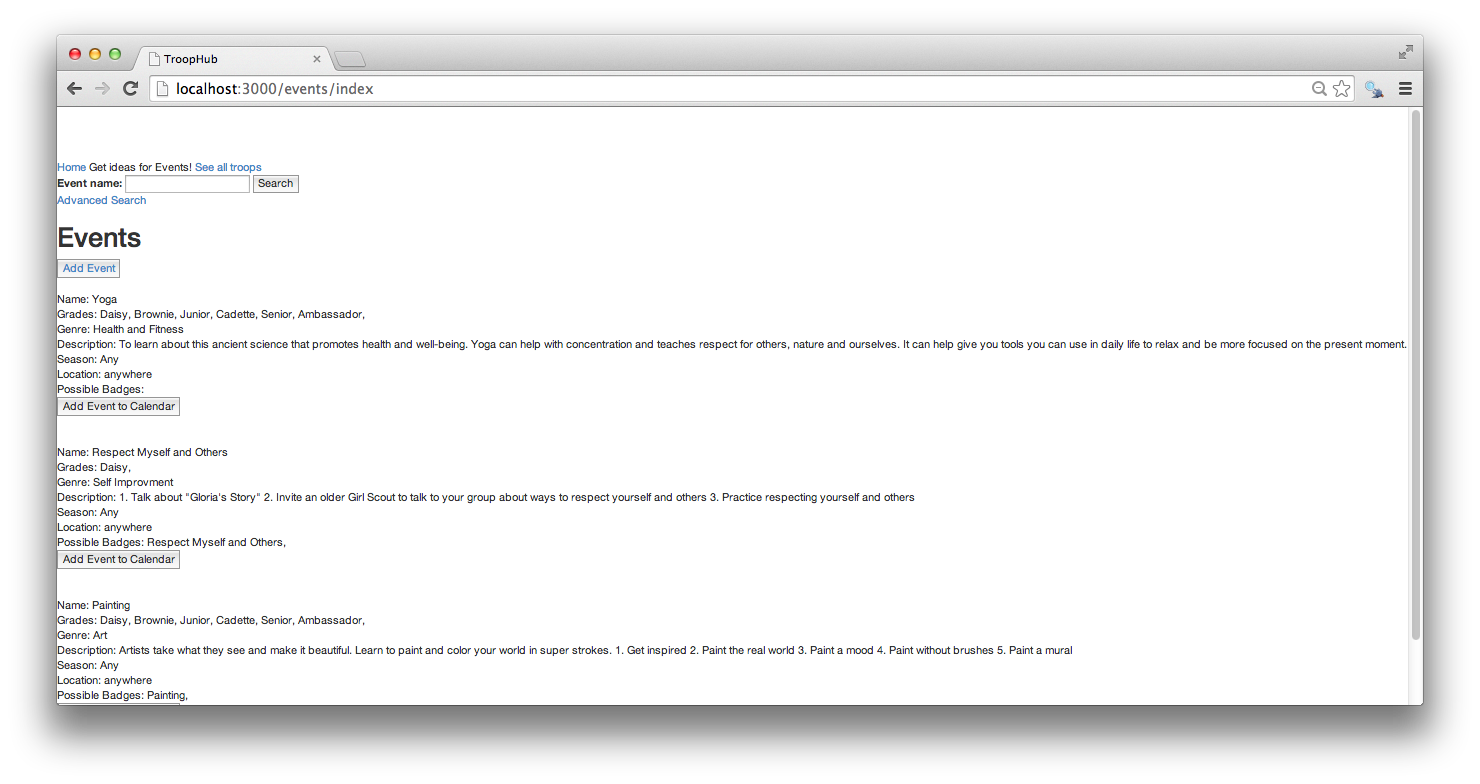 TroopHub
localhost:3000/events/index
Home Get ideas for Events! See all troops
Event name: Search
Advanced Search
Events
Add Event
Name: Yoga
Grades: Daisy, Brownie, Junior, Cadette, Senior, Ambassador,
Genre: Health and Fitness
Description: To learn about this ancient science that promotes health and well-being. Yoga can help with concentration and teaches respect for others, nature and ourselves. It can help give you tools you can use in daily life to relax and be more focused on the present moment.
Season: Any
Location: anywhere
Possible Badges:
Add Event to Calendar
Name: Respect Myself and Others
Grades: Daisy,
Genre: Self Improvment
Description: 1. Talk about "Gloria's Story" 2. Invite an older Girl Scout to talk to your group about ways to respect yourself and others 3. Practice respecting yourself and others
Season: Any
Location: anywhere
Possible Badges: Respect Myself and Others,
Add Event to Calendar
Name: Painting
Grades: Daisy, Brownie, Junior, Cadette, Senior, Ambassador,
Genre: Art
Description: Artists take what they see and make it beautiful. Learn to paint and color your world in super strokes. 1. Get inspired 2. Paint the real world 3. Paint a mood 4. Paint without brushes 5. Paint a mural
Season: Any
Location: anywhere
Possible Badges: Painting,